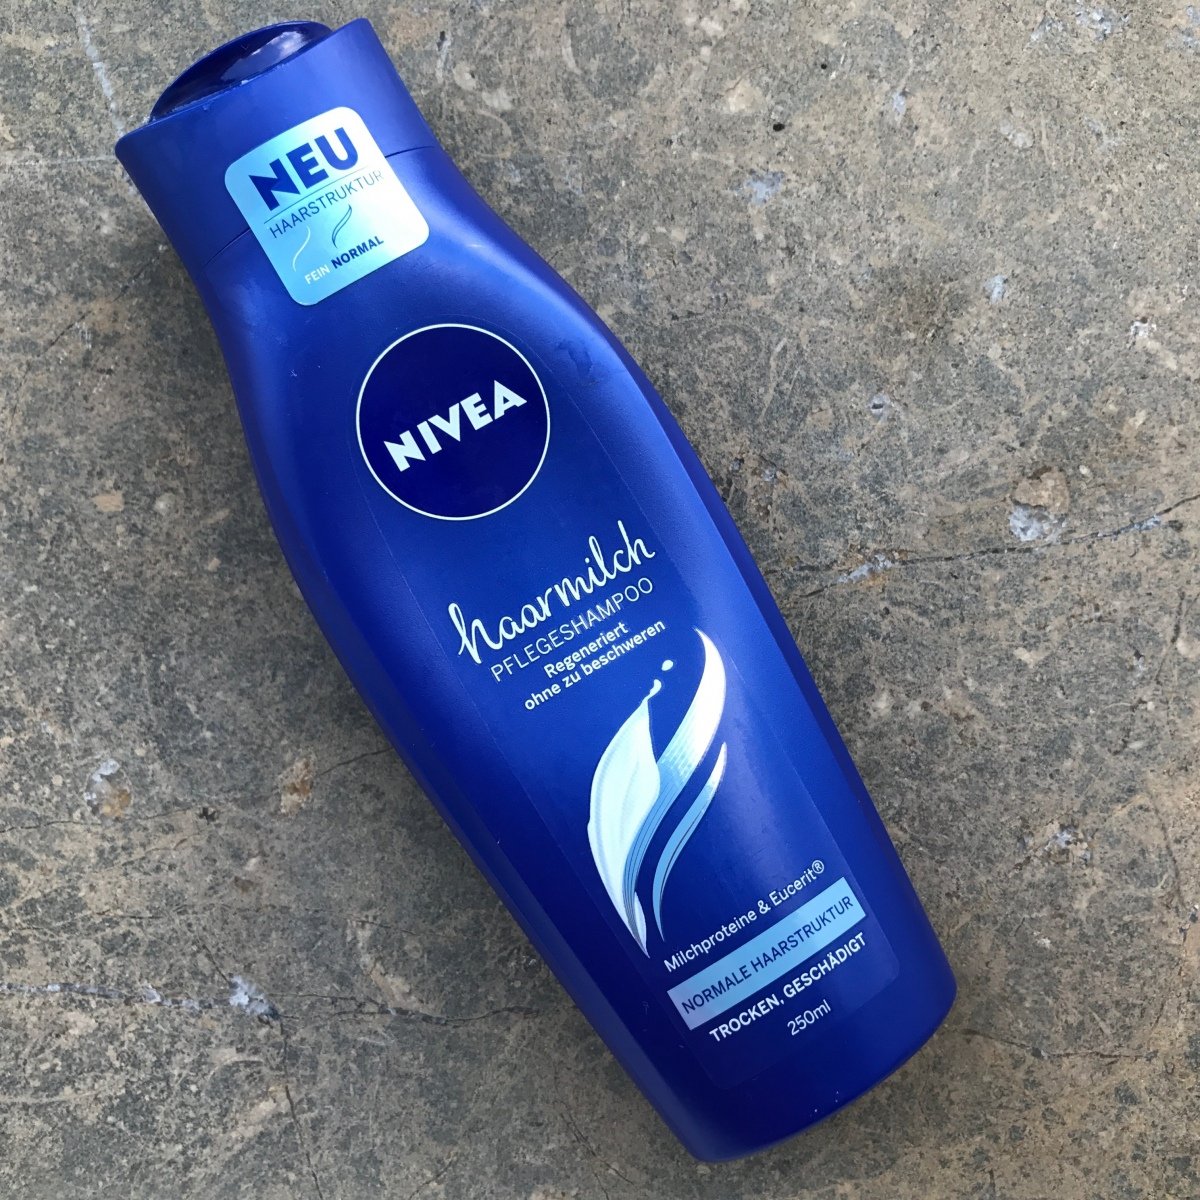 NEU
HAARSTRUKTUR
FEIN NORMAL
NIVEA
haarmilch
PFLEGESHAMPOO
Regeneriert
ohne zu beschweren
Milchproteine & Eucerit®
NORMALE HAARSTRUKTUR
TROCKEN, GESCHÄDIGT
250ml